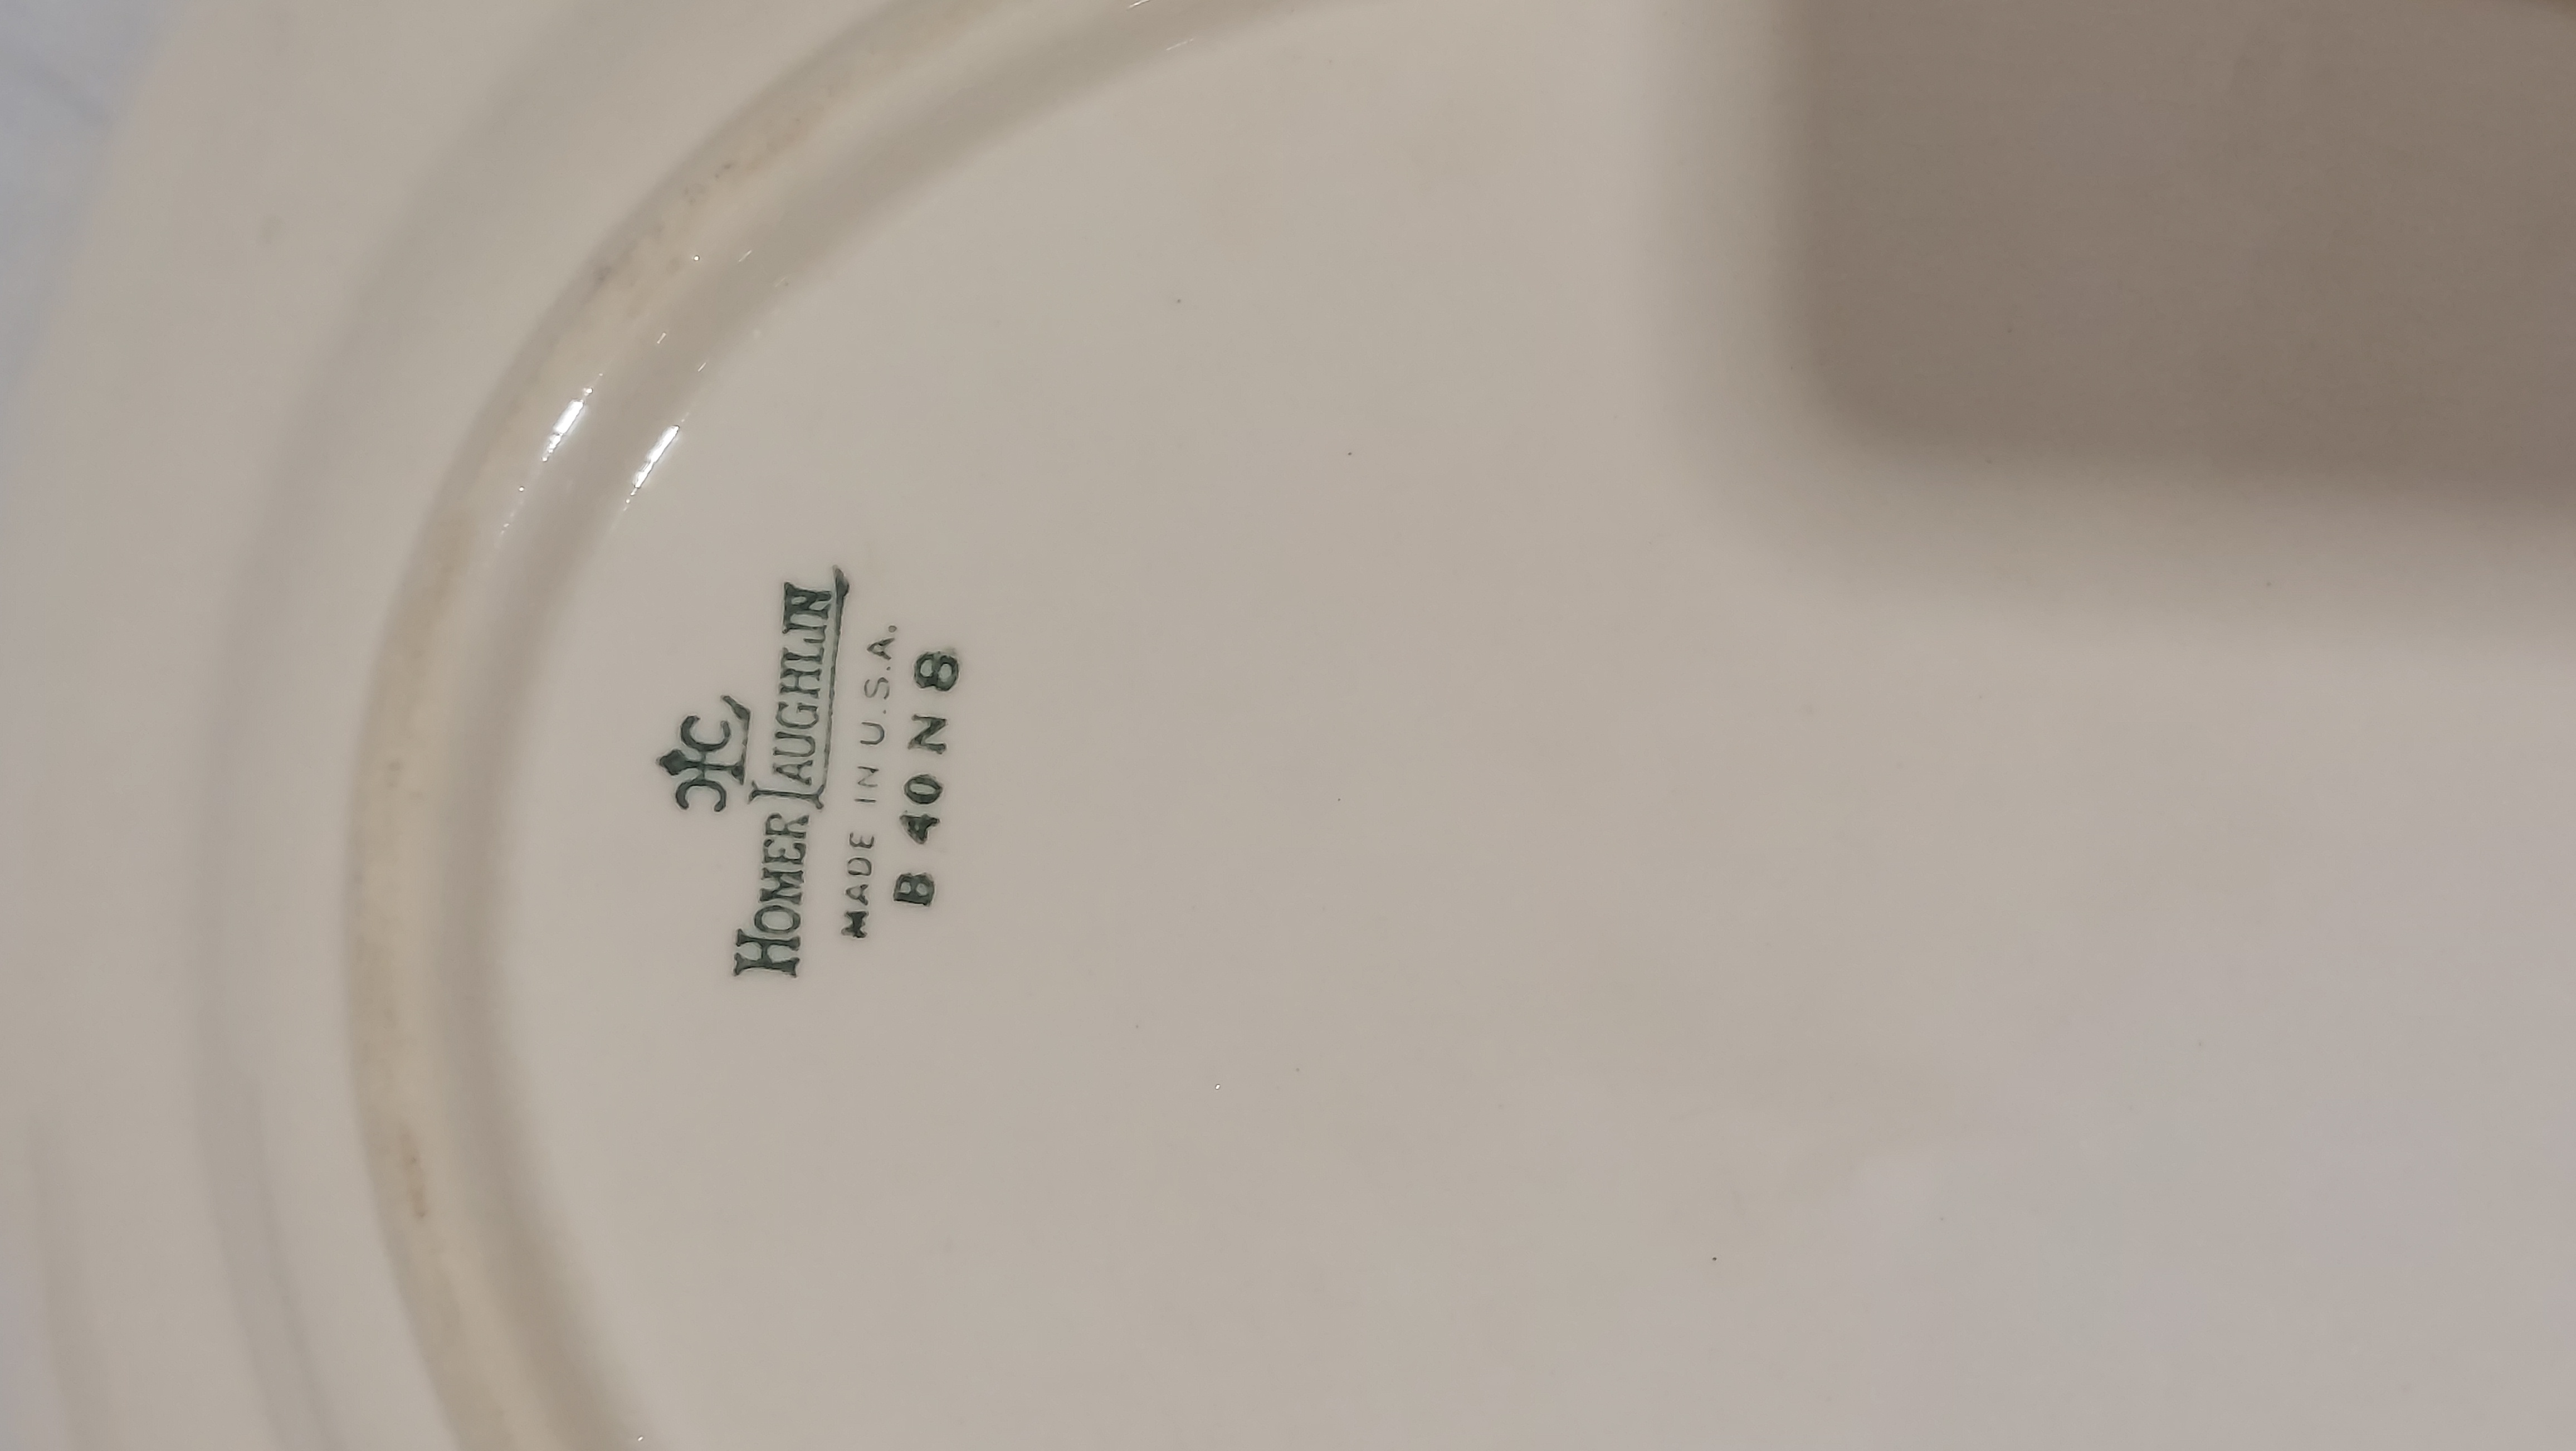 HLC
HOMER LAUGHLIN
MADE IN U.S.A.
B 40 N 8